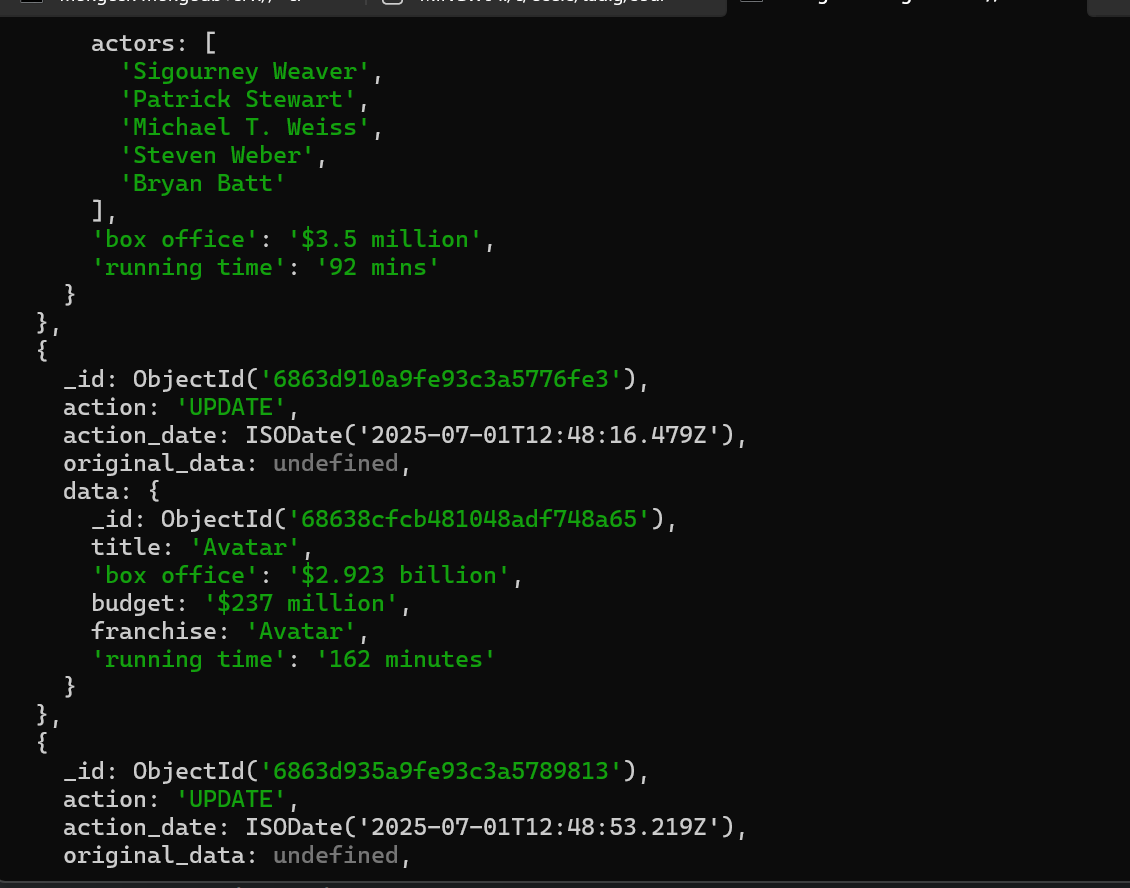 actors: [
'Sigourney Weaver',
'Patrick Stewart',
'Michael T. Weiss',
'Steven Weber',
'Bryan Batt'
],
'box office': '$3.5 million',
'running time': '92 mins'
}
},
{
_id: ObjectId('6863d910a9fe93c3a5776fe3'),
action: 'UPDATE',
action_date: ISODate('2025-07-01T12:48:16.479Z'),
original_data: undefined,
data: {
_id: ObjectId('68638cfcb481048adf748a65'),
title: 'Avatar',
'box office': '$2.923 billion',
budget: '$237 million',
franchise: 'Avatar',
'running time': '162 minutes'
}
},
{
_id: ObjectId('6863d935a9fe93c3a5789813'),
action: 'UPDATE',
action_date: ISODate('2025-07-01T12:48:53.219Z'),
original_data: undefined,